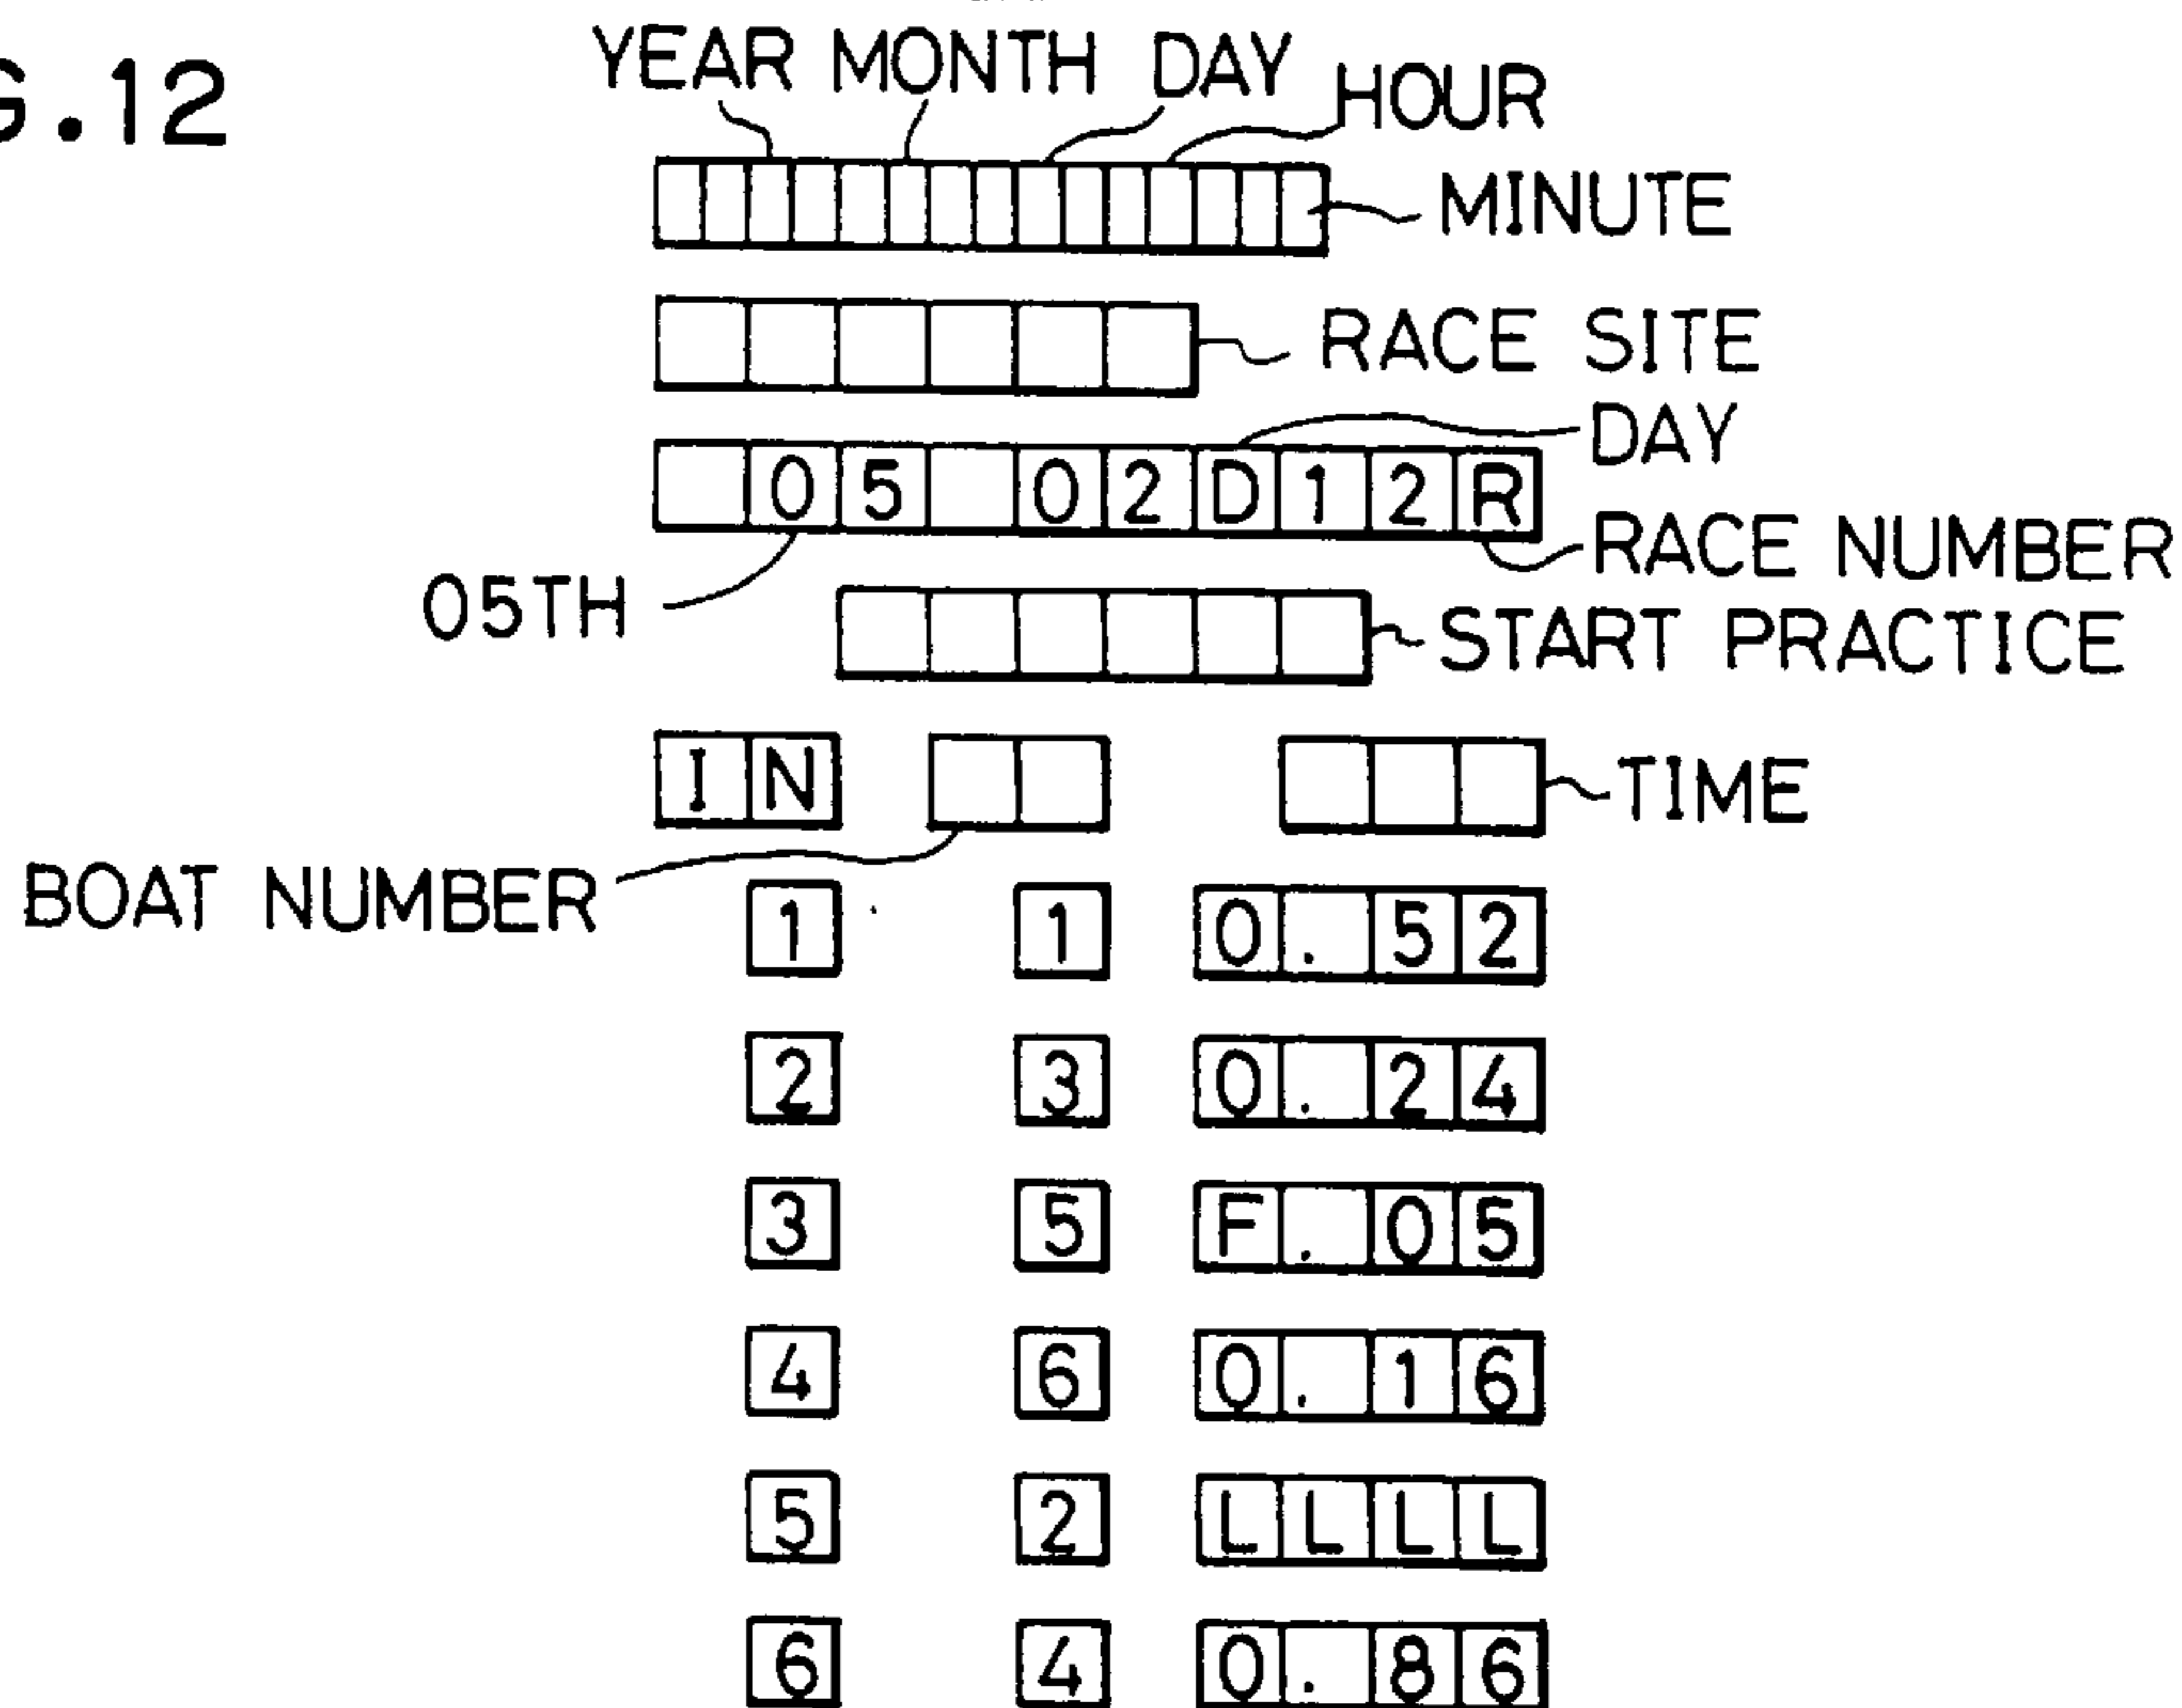 G.12
YEAR MONTH DAY HOUR
MINUTE
RACE SITE
DAY
05 02D12R
RACE NUMBER
05TH
START PRACTICE
IN
TIME
BOAT NUMBER
1 1 0.52
2 3 0.24
3 5 F.05
4 6 0.16
5 2 LLLL
6 4 0.86